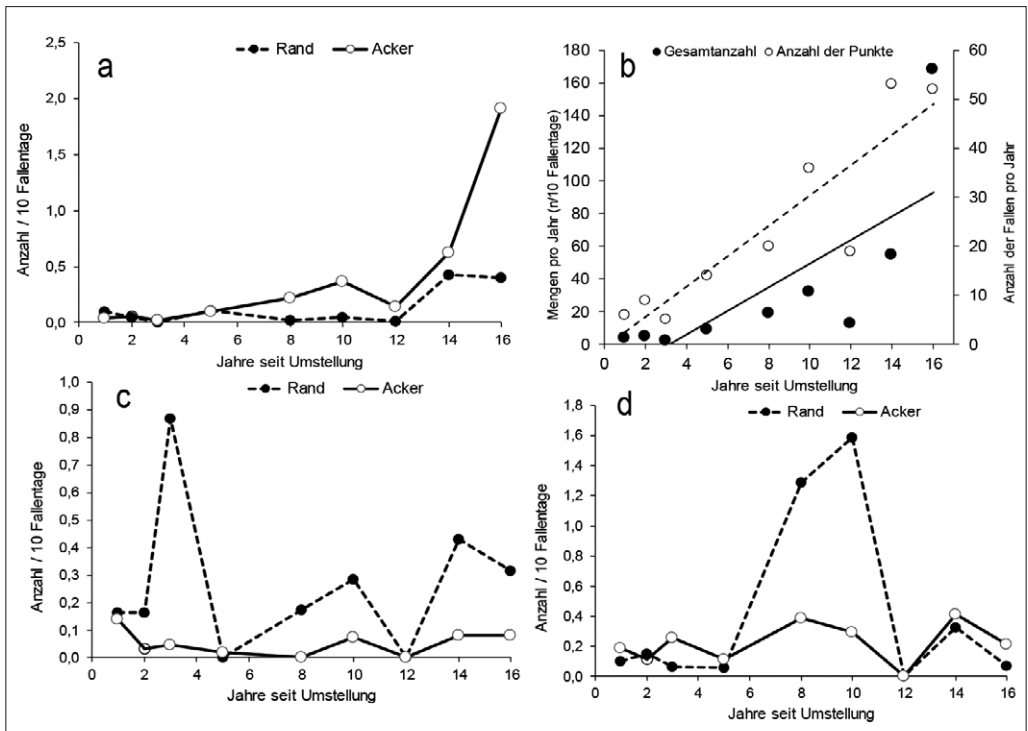 a
Rand Acker
2,5
2,0
1,5
1,0
0,5
0,0
0 2 4 6 8 10 12 14 16
Jahre seit Umstellung
Anzahl / 10 Fallentage
b
Gesamtanzahl Anzahl der Punkte
180
160
140
120
100
80
60
40
20
0
60
50
40
30
20
10
0
0 2 4 6 8 10 12 14 16
Jahre seit Umstellung
Mengen pro Jahr (n/10 Fallentage)
Anzahl der Fallen pro Jahr
c
Rand Acker
1,0
0,9
0,8
0,7
0,6
0,5
0,4
0,3
0,2
0,1
0,0
0 2 4 6 8 10 12 14 16
Jahre seit Umstellung
Anzahl / 10 Fallentage
d
Rand Acker
1,8
1,6
1,4
1,2
1,0
0,8
0,6
0,4
0,2
0,0
0 2 4 6 8 10 12 14 16
Jahre seit Umstellung
Anzahl / 10 Fallentage